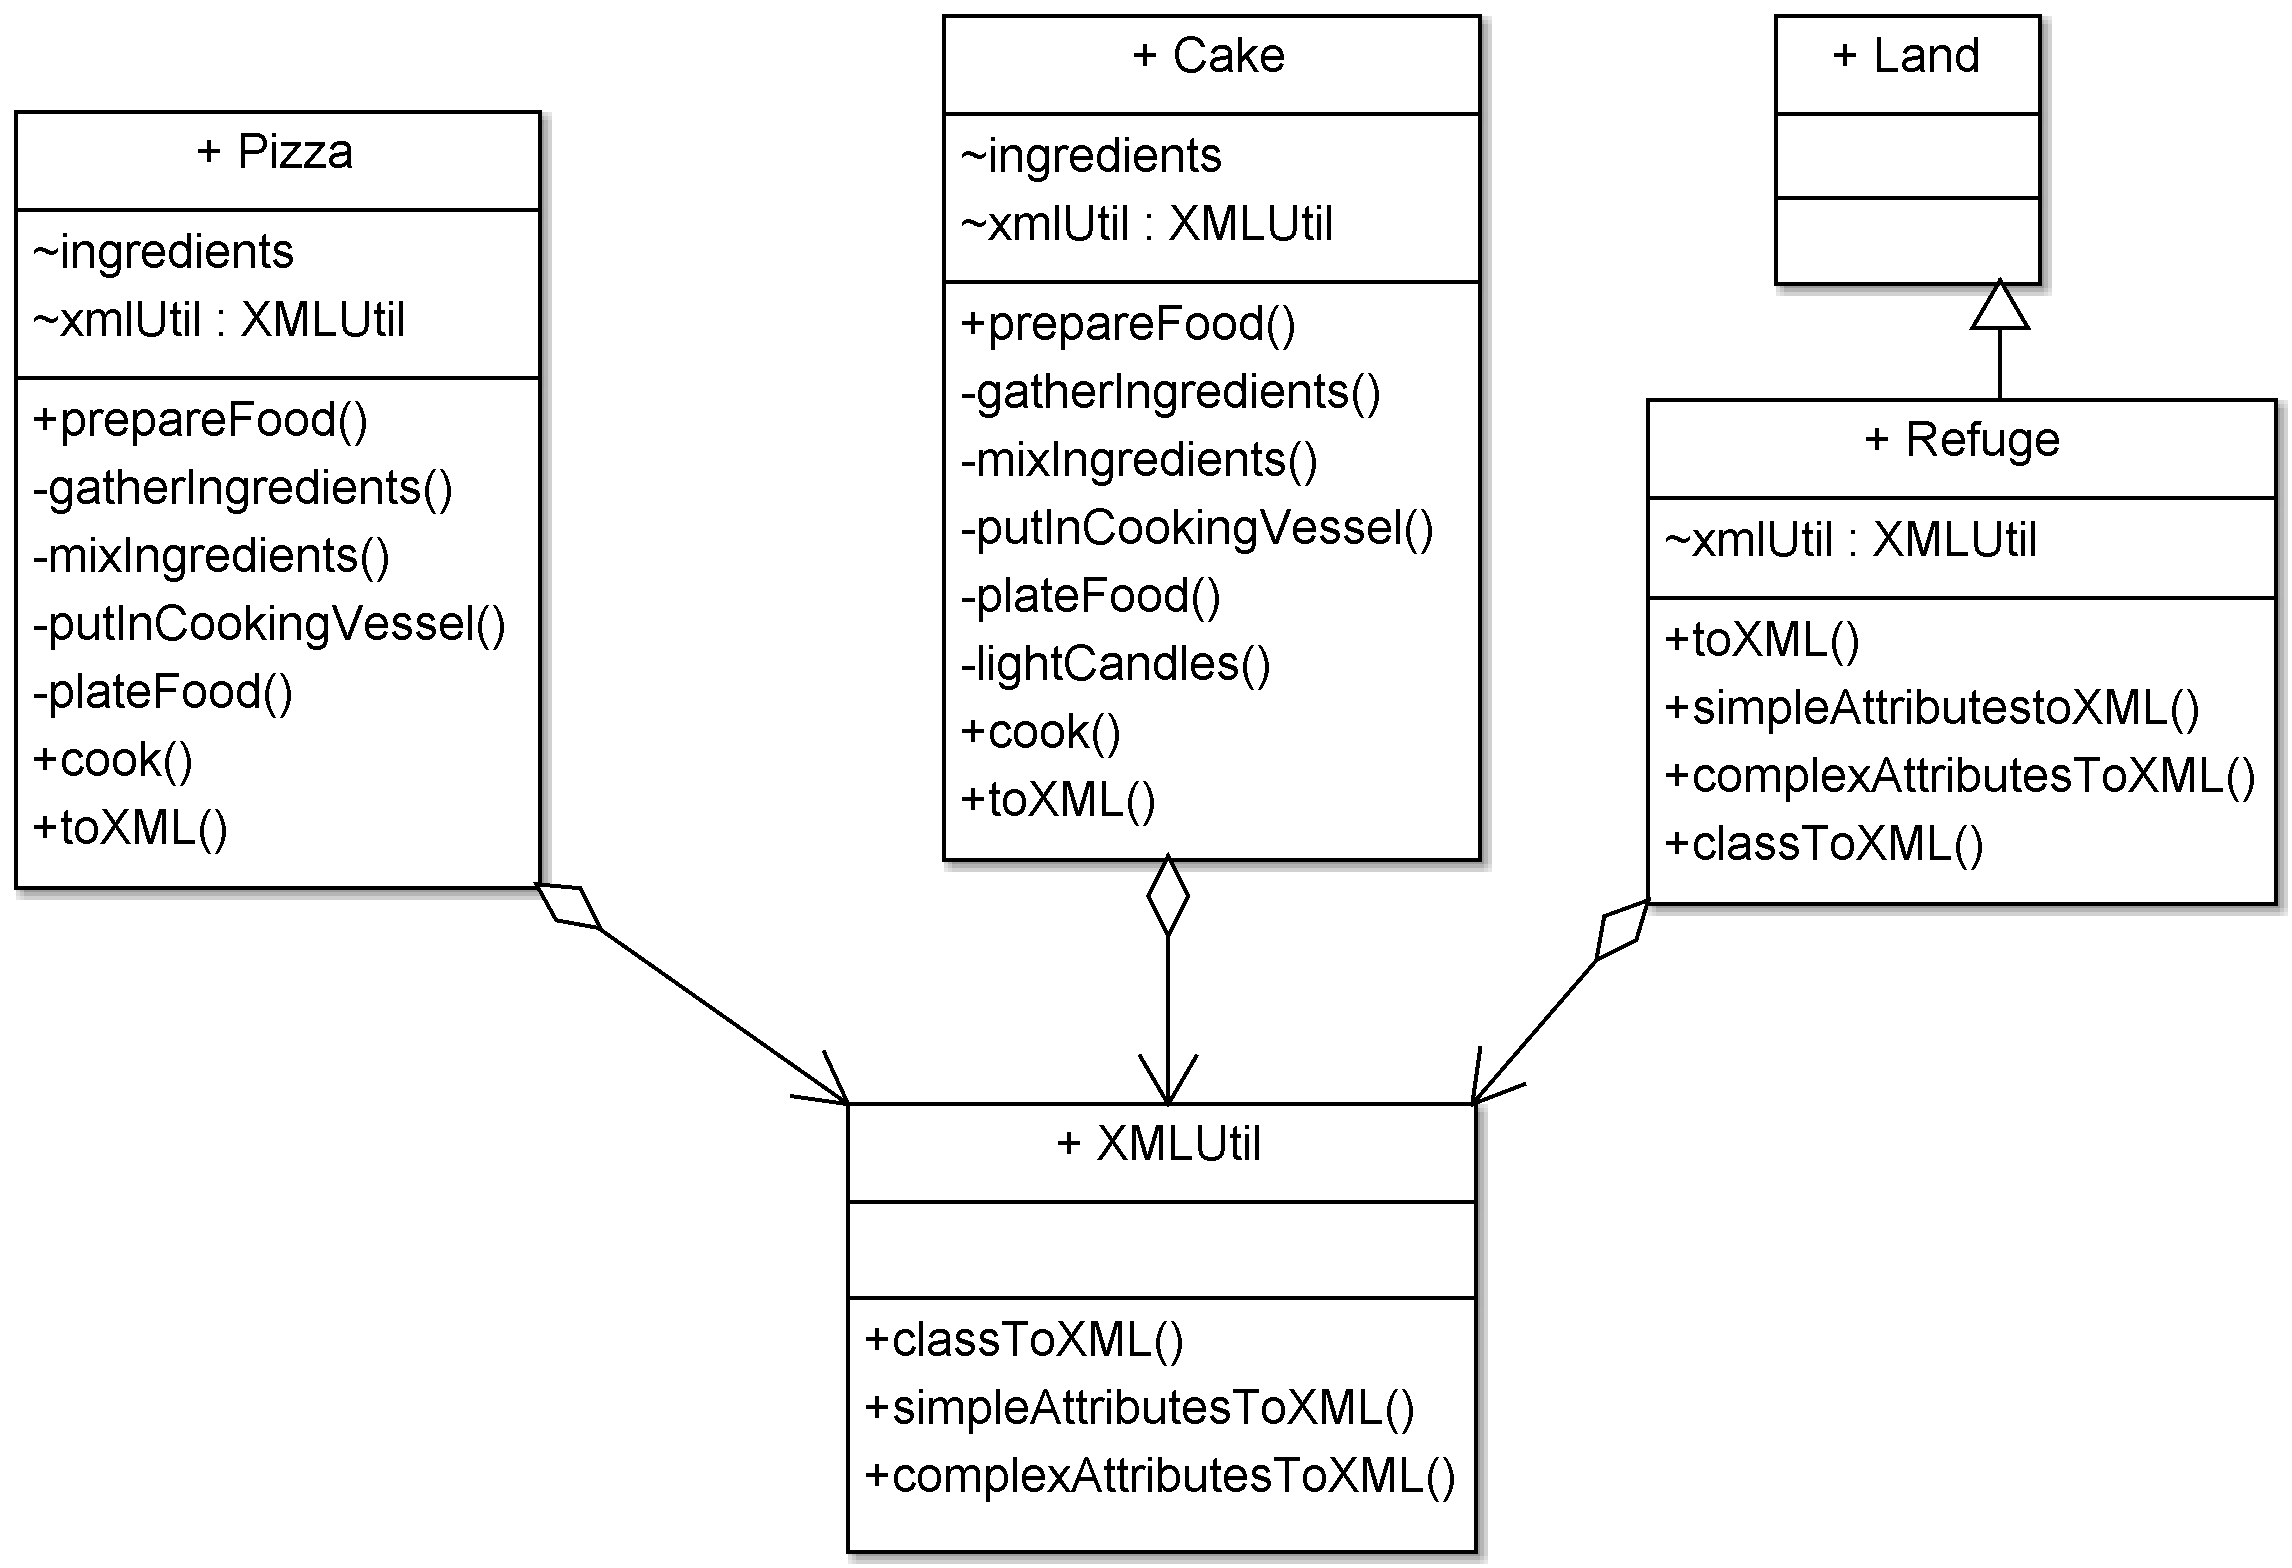 + Pizza
~ingredients
~xmlUtil : XMLUtil
+prepareFood()
-gatherIngredients()
-mixIngredients()
-putInCookingVessel()
-plateFood()
+cook()
+toXML()
+ Cake
~ingredients
~xmlUtil : XMLUtil
+prepareFood()
-gatherIngredients()
-mixIngredients()
-putInCookingVessel()
-plateFood()
-lightCandles()
+cook()
+toXML()
+ Land
+ Refuge
~xmlUtil : XMLUtil
+toXML()
+simpleAttributestoXML()
+complexAttributesToXML()
+classToXML()
+ XMLUtil
+classToXML()
+simpleAttributesToXML()
+complexAttributesToXML()